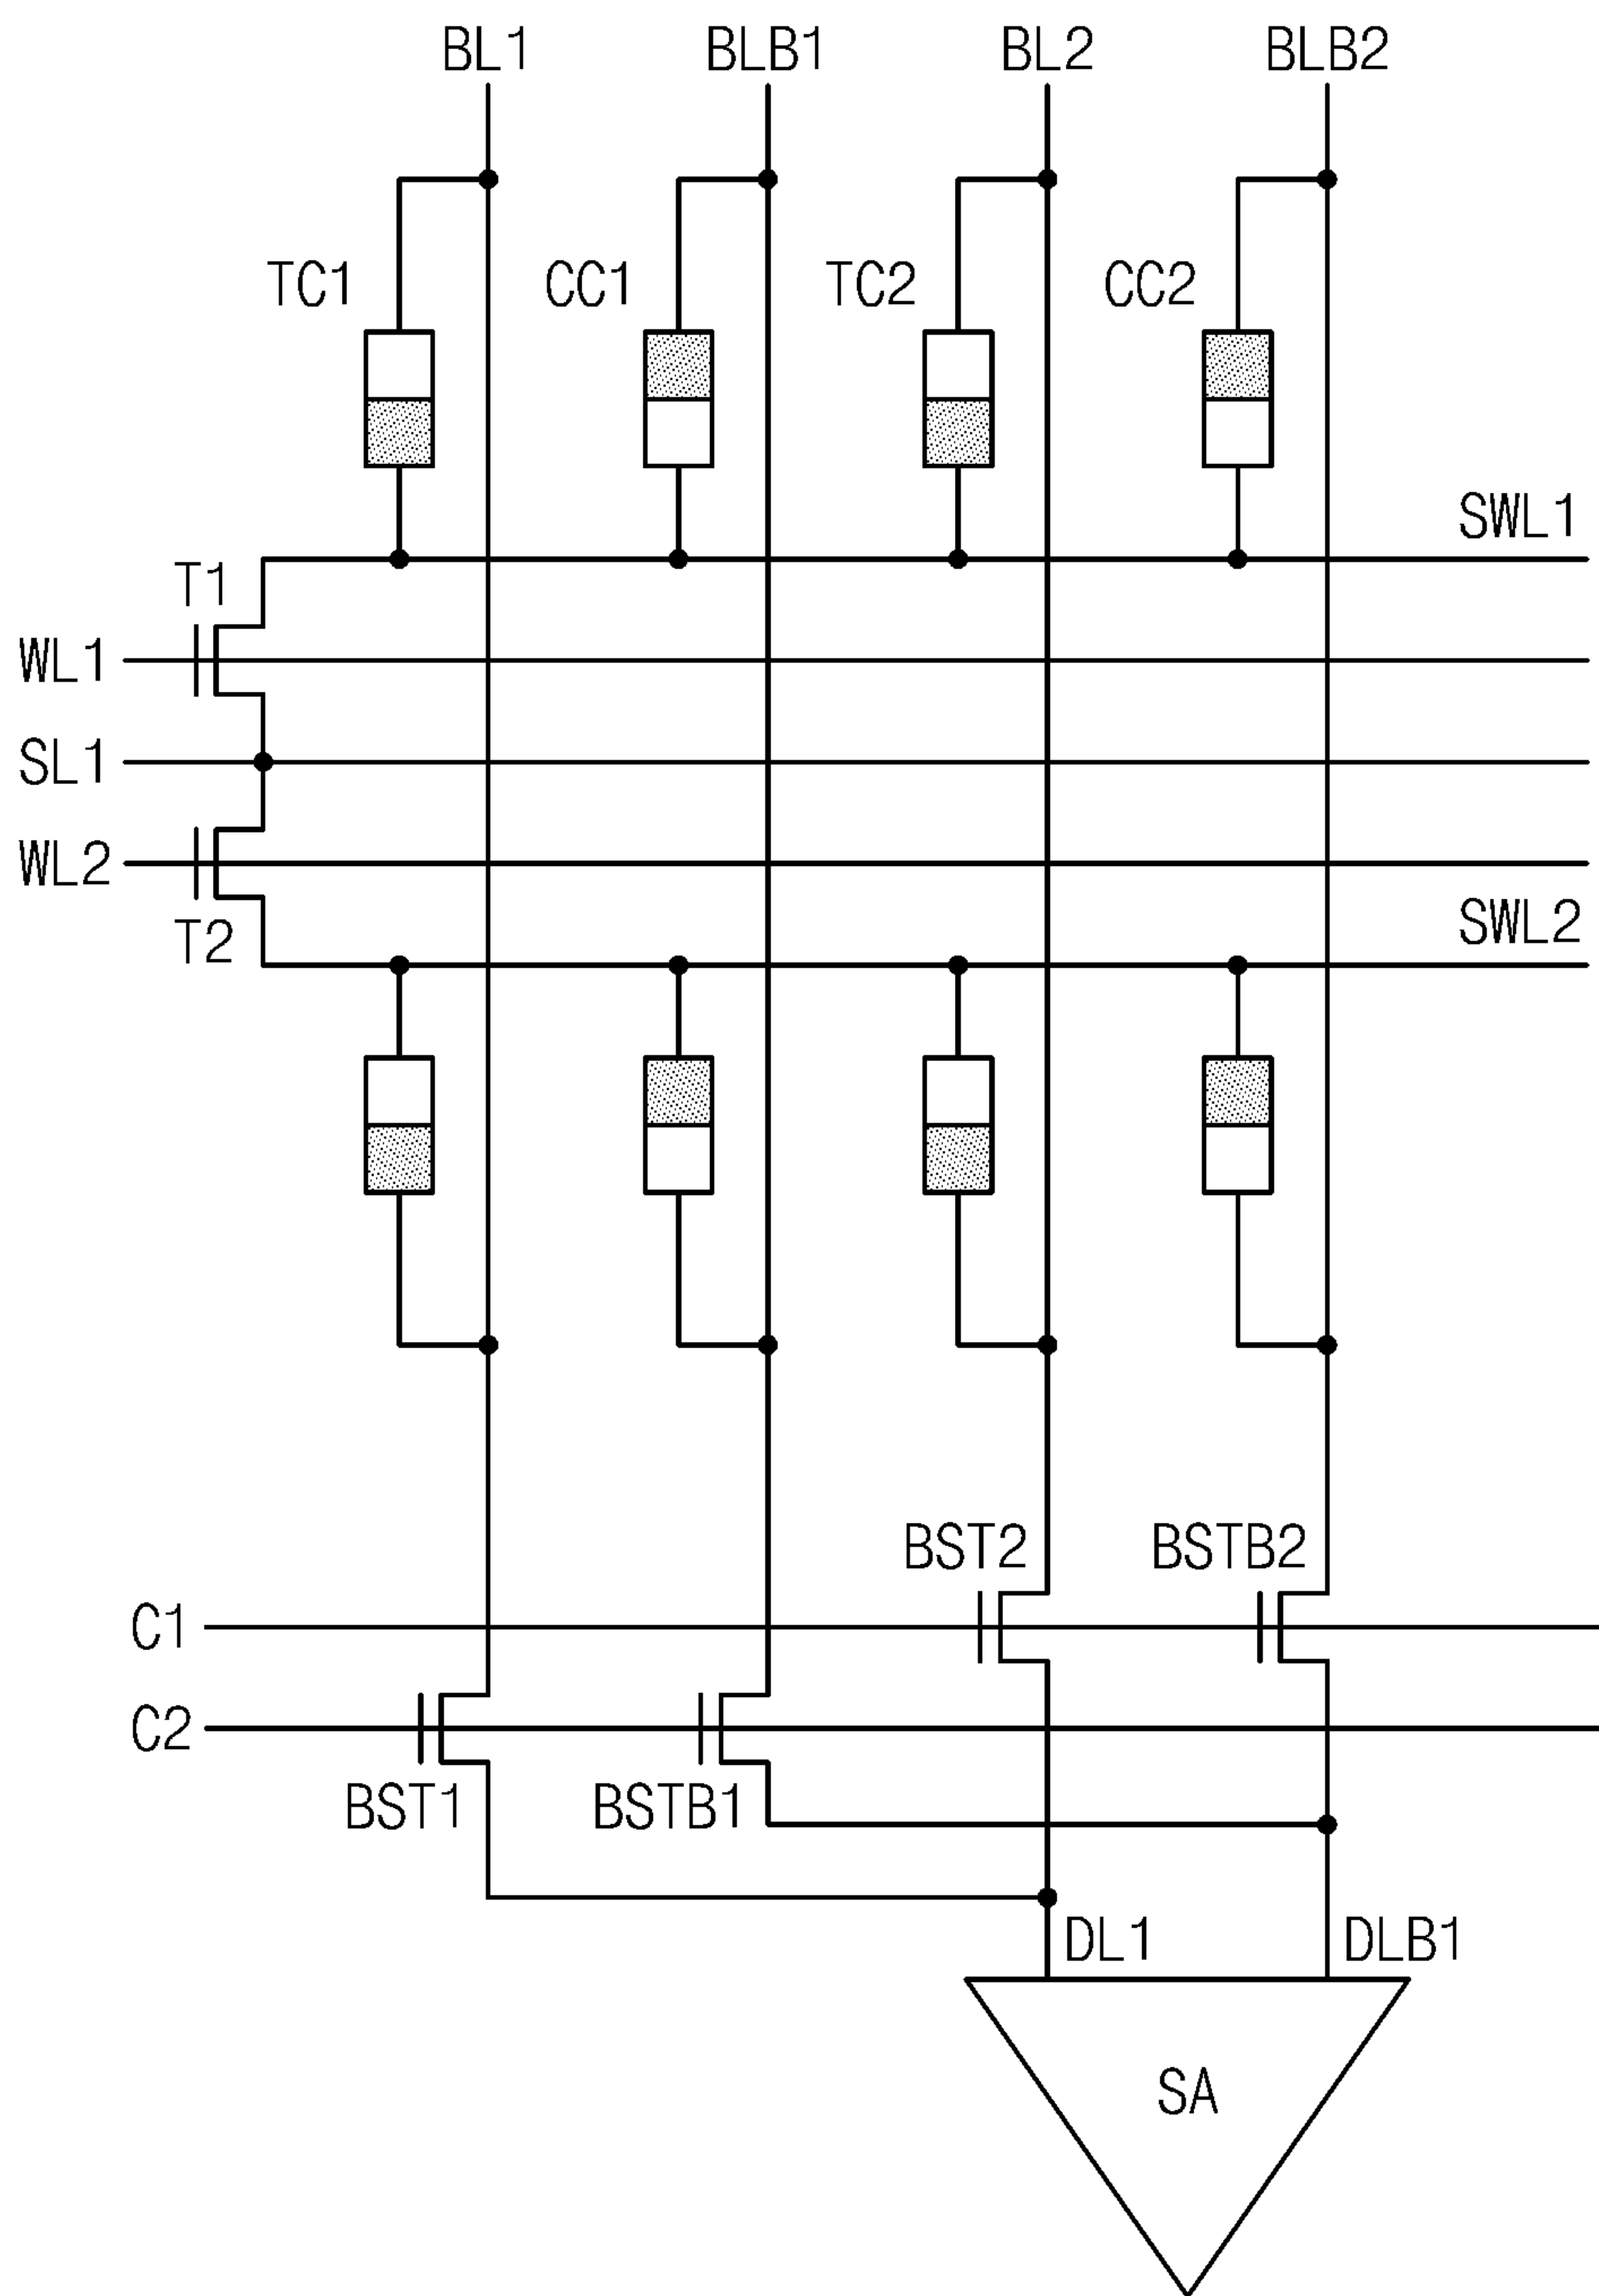 BL1 BLB1 BL2 BLB2
TC1 CC1 TC2 CC2
SWL1
T1
WL1
SL1
WL2
SWL2
T2
BST2 BSTB2
C1
C2
BST1 BSTB1
DL1 DLB1
SA